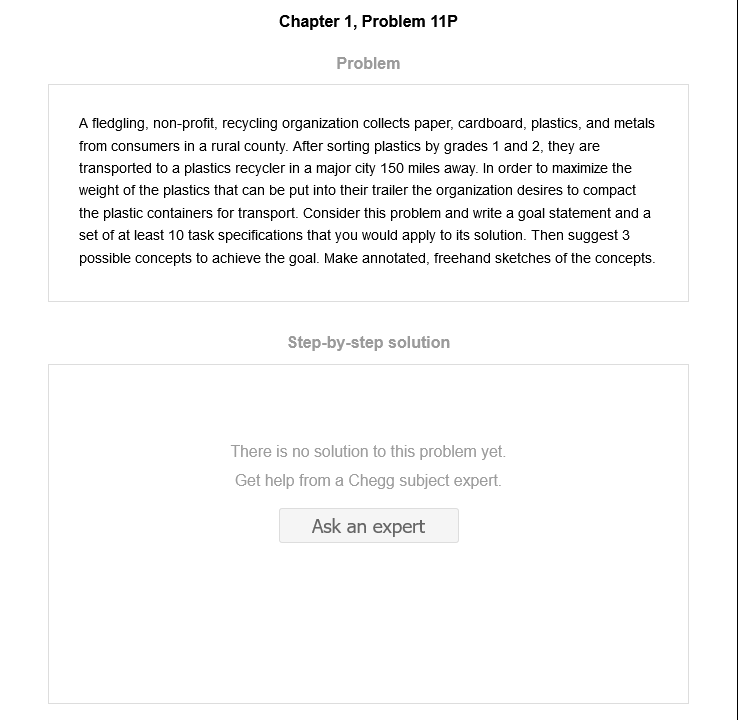 Chapter 1, Problem 11P
Problem
A fledgling, non-profit, recycling organization collects paper, cardboard, plastics, and metals
from consumers in a rural county. After sorting plastics by grades 1 and 2, they are
transported to a plastics recycler in a major city 150 miles away. In order to maximize the
weight of the plastics that can be put into their trailer the organization desires to compact
the plastic containers for transport. Consider this problem and write a goal statement and a
set of at least 10 task specifications that you would apply to its solution. Then suggest 3
possible concepts to achieve the goal. Make annotated, freehand sketches of the concepts.
Step-by-step solution
There is no solution to this problem yet.
Get help from a Chegg subject expert.
Ask an expert